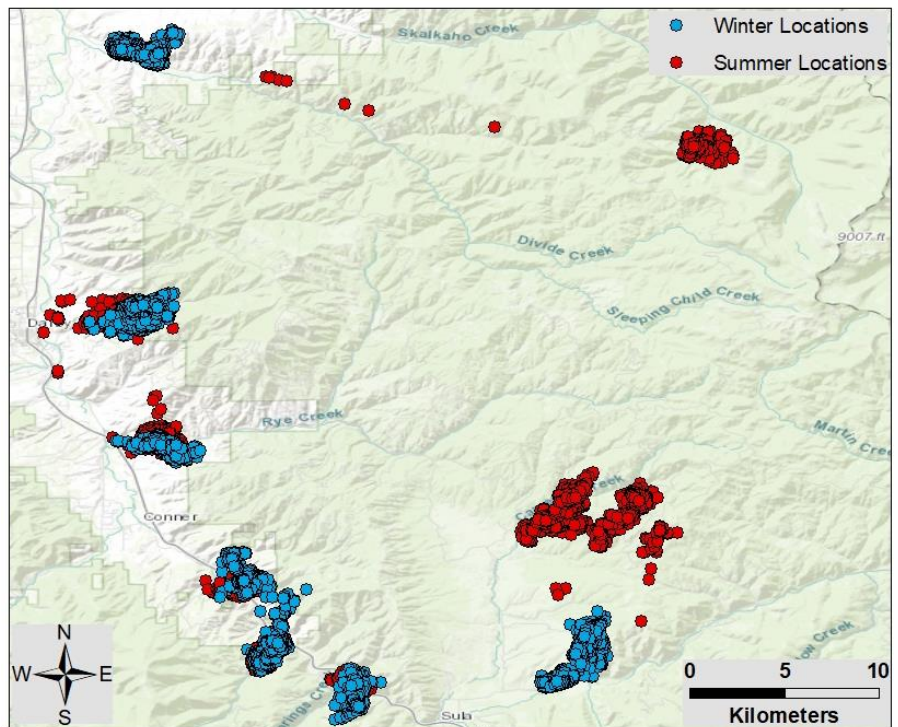 Skalkaho Creek
Winter Locations
Summer Locations
9007 ft
Divide Creek
Sleeping Child Creek
Rye Creek
Martin Cree
Conner
N
W E
S
Sula
0 5 10
Kilometers